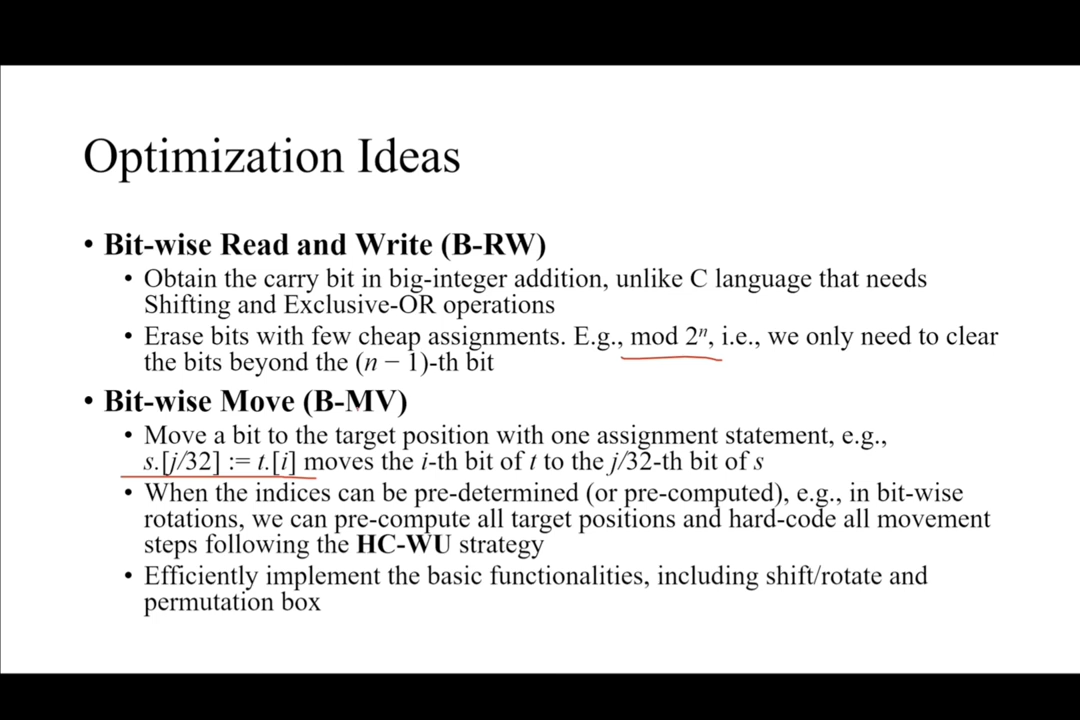 Optimization Ideas
• Bit-wise Read and Write (B-RW)
• Obtain the carry bit in big-integer addition, unlike C language that needs
Shifting and Exclusive-OR operations
• Erase bits with few cheap assignments. E.g., mod 2ⁿ, i.e., we only need to clear
the bits beyond the (n − 1)-th bit
• Bit-wise Move (B-MV)
• Move a bit to the target position with one assignment statement, e.g.,
s.[j/32] := t.[i] moves the i-th bit of t to the j/32-th bit of s
• When the indices can be pre-determined (or pre-computed), e.g., in bit-wise
rotations, we can pre-compute all target positions and hard-code all movement
steps following the HC-WU strategy
• Efficiently implement the basic functionalities, including shift/rotate and
permutation box